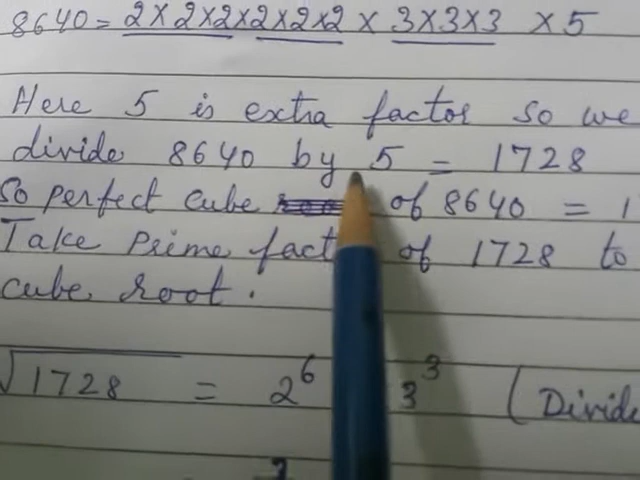 8640 = 2×2×2×2×2×2 × 3×3×3 ×5
Here 5 is extra factor so we
divide 8640 by 5 = 1728
So perfect cube of 8640 = 1
Take prime fact of 1728 to
cube root.
√1728 = 2⁶ 3³ (Divide